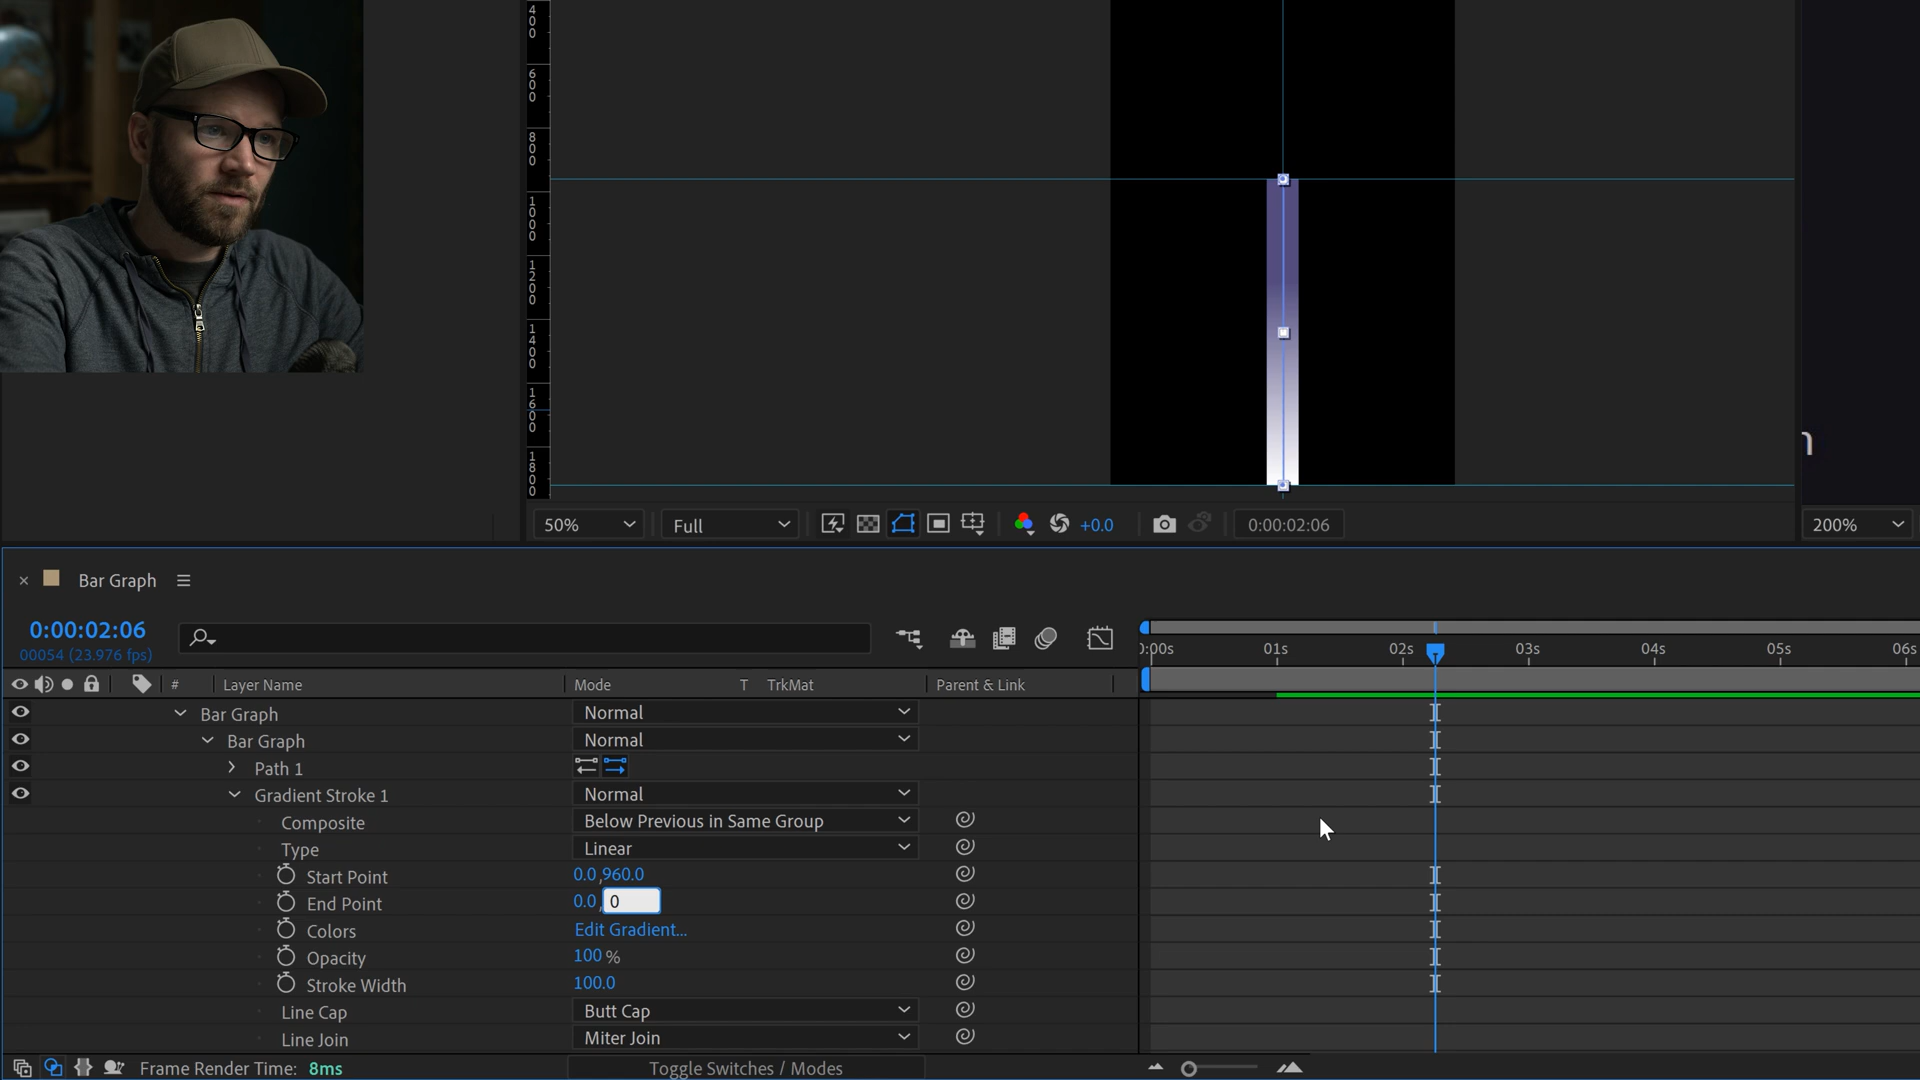 400
600
800
1000
1200
1400
1600
1800
50%
Full
+0.0
0:00:02:06
200%
Bar Graph
0:00:02:06
00054 (23.976 fps)
0:00s 01s 02s 03s 04s 05s 06s
# Layer Name Mode T TrkMat Parent & Link
Bar Graph Normal
Bar Graph Normal
Path 1
Gradient Stroke 1 Normal
Composite Below Previous in Same Group
Type Linear
Start Point 0.0,960.0
End Point 0.0, 0
Colors Edit Gradient...
Opacity 100 %
Stroke Width 100.0
Line Cap Butt Cap
Line Join Miter Join
Frame Render Time: 8ms Toggle Switches / Modes